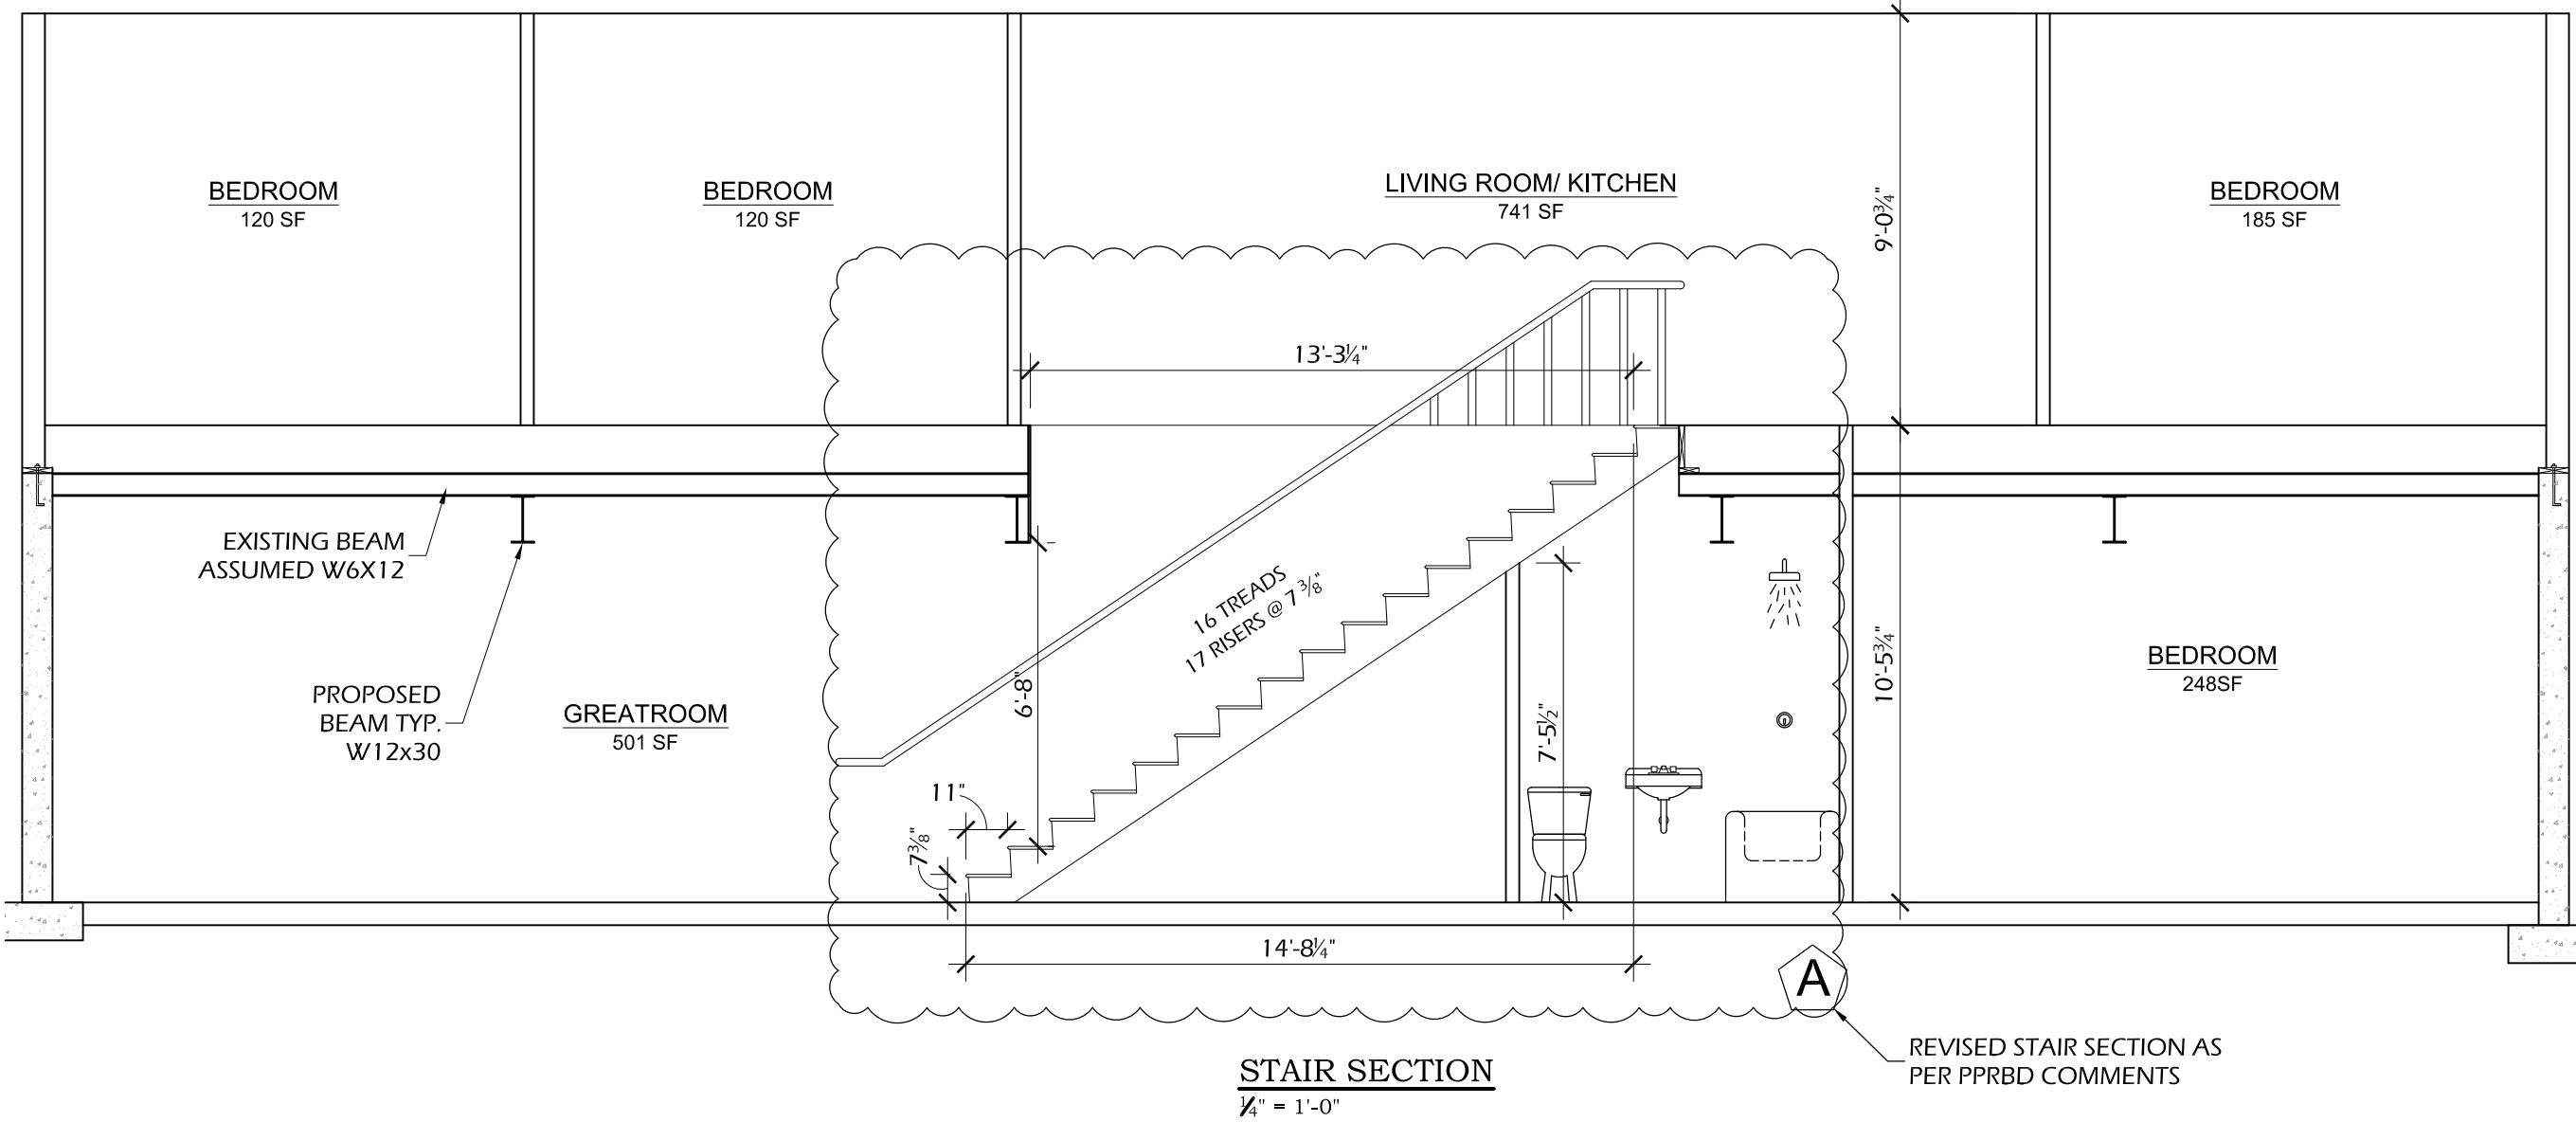 BEDROOM
120 SF
BEDROOM
120 SF
LIVING ROOM/ KITCHEN
741 SF
9'-0¾"
BEDROOM
185 SF
13'-3¼"
EXISTING BEAM
ASSUMED W6X12
PROPOSED
BEAM TYP.
W12x30
GREATROOM
501 SF
6'-8"
16 TREADS
17 RISERS @ 7 ⅜"
7'-5½"
10'-5¾"
BEDROOM
248SF
11"
7⅜"
14'-8¼"
A
REVISED STAIR SECTION AS
PER PPRBD COMMENTS
STAIR SECTION
¼" = 1'-0"